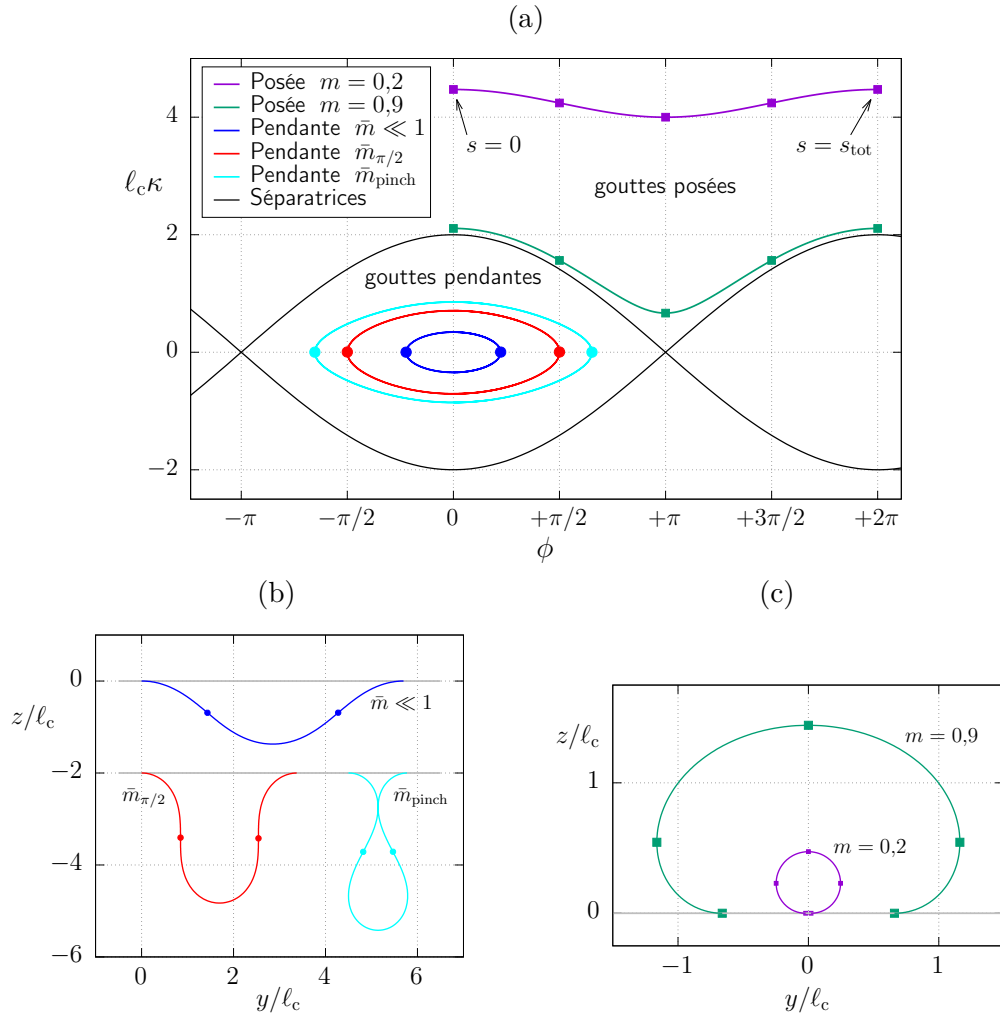 (a)
Posée m = 0,2
Posée m = 0,9
Pendante m̄ ≪ 1
Pendante m̄π/2
Pendante m̄pinch
Séparatrices
ℓcκ
4
2
0
−2
s = 0
s = stot
gouttes posées
gouttes pendantes
−π −π/2 0 +π/2 +π +3π/2 +2π
ϕ
(b)
z/ℓc
0
−2
−4
−6
m̄ ≪ 1
m̄π/2
m̄pinch
0 2 4 6
y/ℓc
(c)
z/ℓc
1
0
m = 0,9
m = 0,2
−1 0 1
y/ℓc